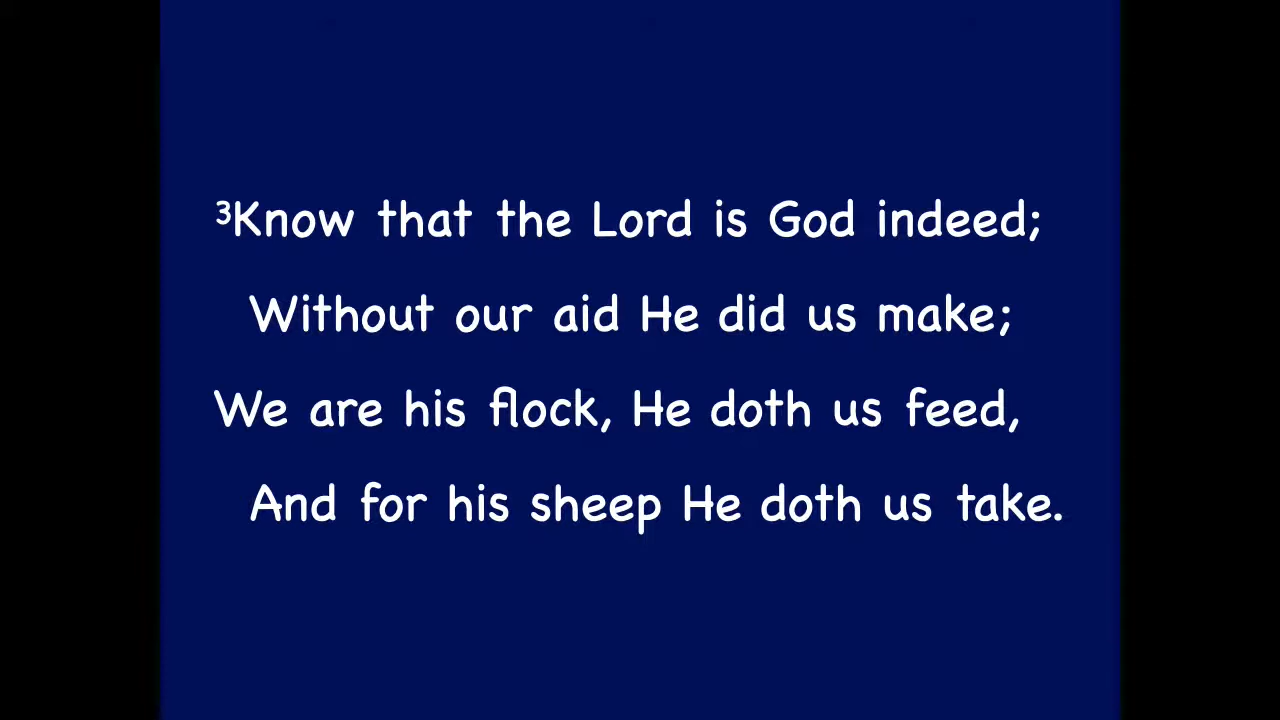 ³Know that the Lord is God indeed;
Without our aid He did us make;
We are his flock, He doth us feed,
And for his sheep He doth us take.